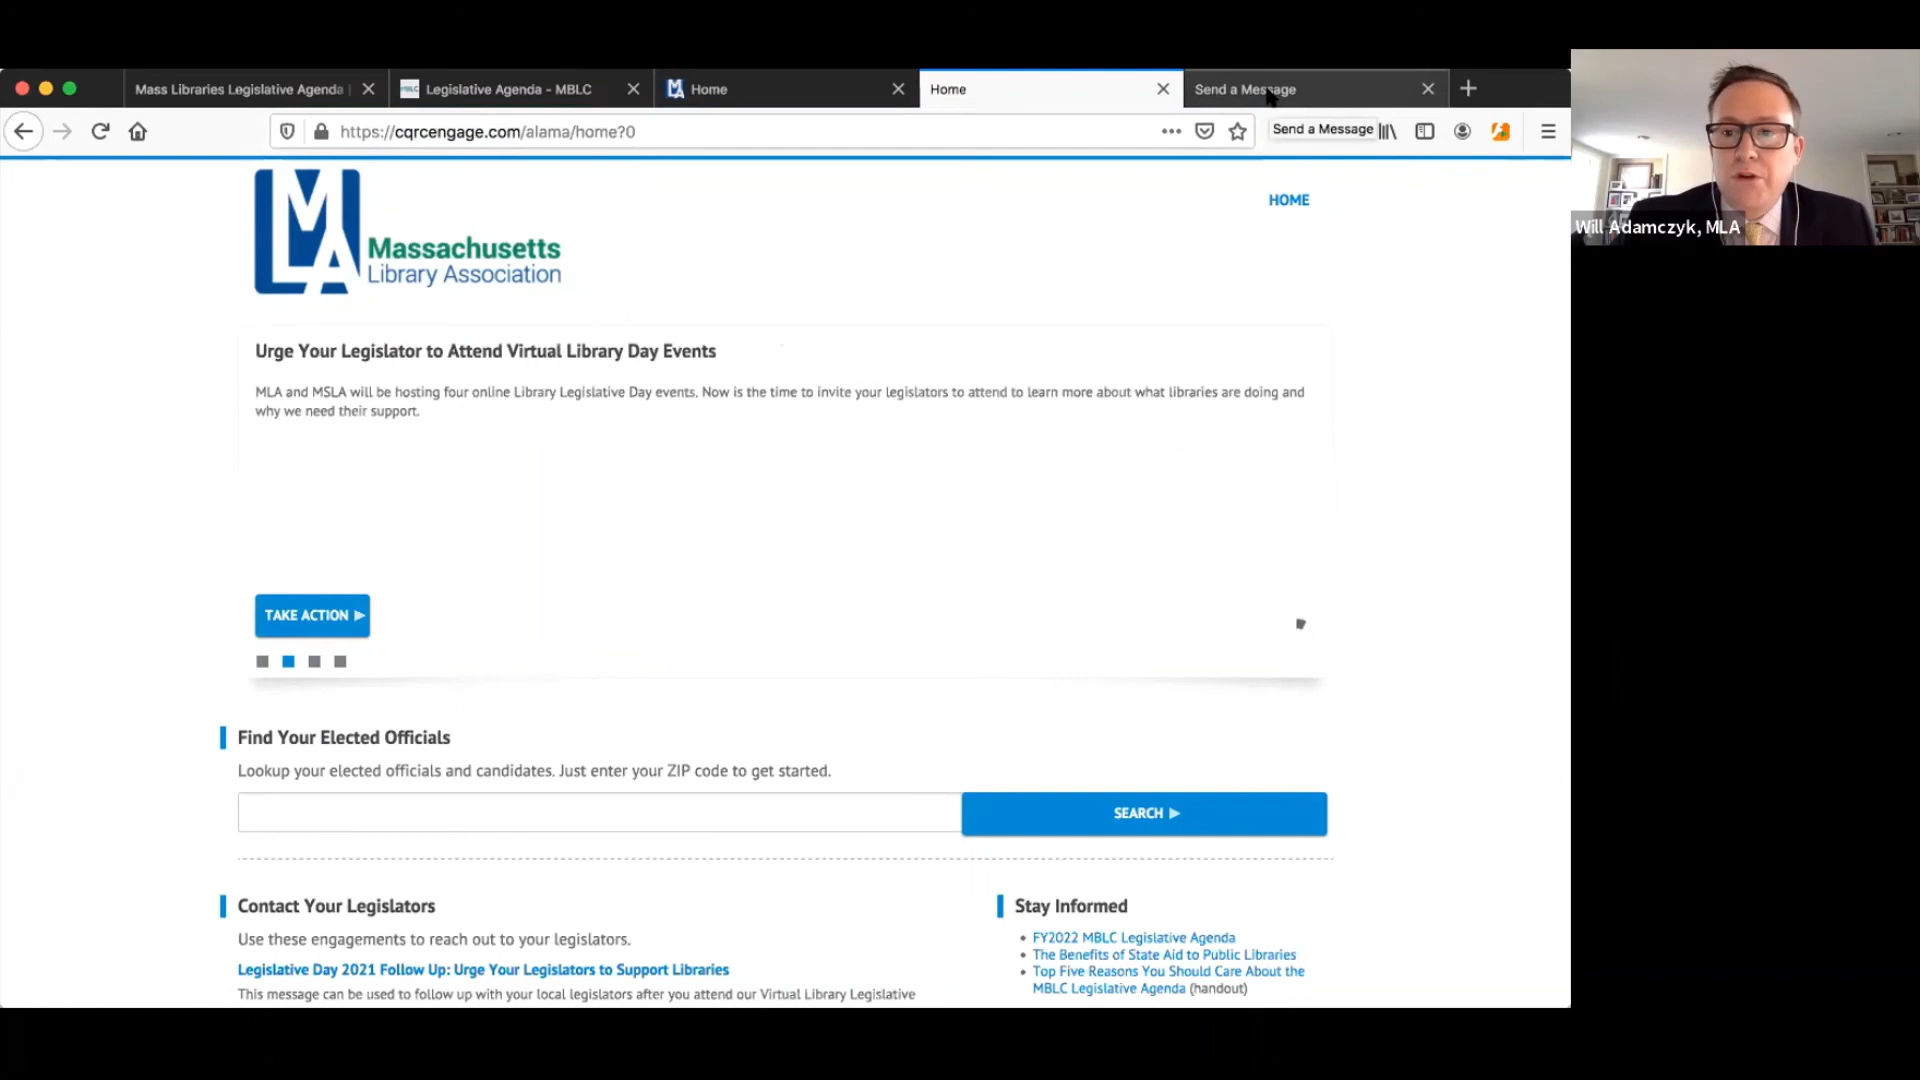 Mass Libraries Legislative Agenda |
MBLC Legislative Agenda - MBLC
Home
Home
Send a Message
https://cqrcengage.com/alama/home?0
Send a Message
Will Adamczyk, MLA
MLA
Massachusetts
Library Association
HOME
Urge Your Legislator to Attend Virtual Library Day Events
MLA and MSLA will be hosting four online Library Legislative Day events. Now is the time to invite your legislators to attend to learn more about what libraries are doing and
why we need their support.
TAKE ACTION
Find Your Elected Officials
Lookup your elected officials and candidates. Just enter your ZIP code to get started.
SEARCH
Contact Your Legislators
Use these engagements to reach out to your legislators.
Legislative Day 2021 Follow Up: Urge Your Legislators to Support Libraries
This message can be used to follow up with your local legislators after you attend our Virtual Library Legislative
Stay Informed
• FY2022 MBLC Legislative Agenda
• The Benefits of State Aid to Public Libraries
• Top Five Reasons You Should Care About the
MBLC Legislative Agenda (handout)